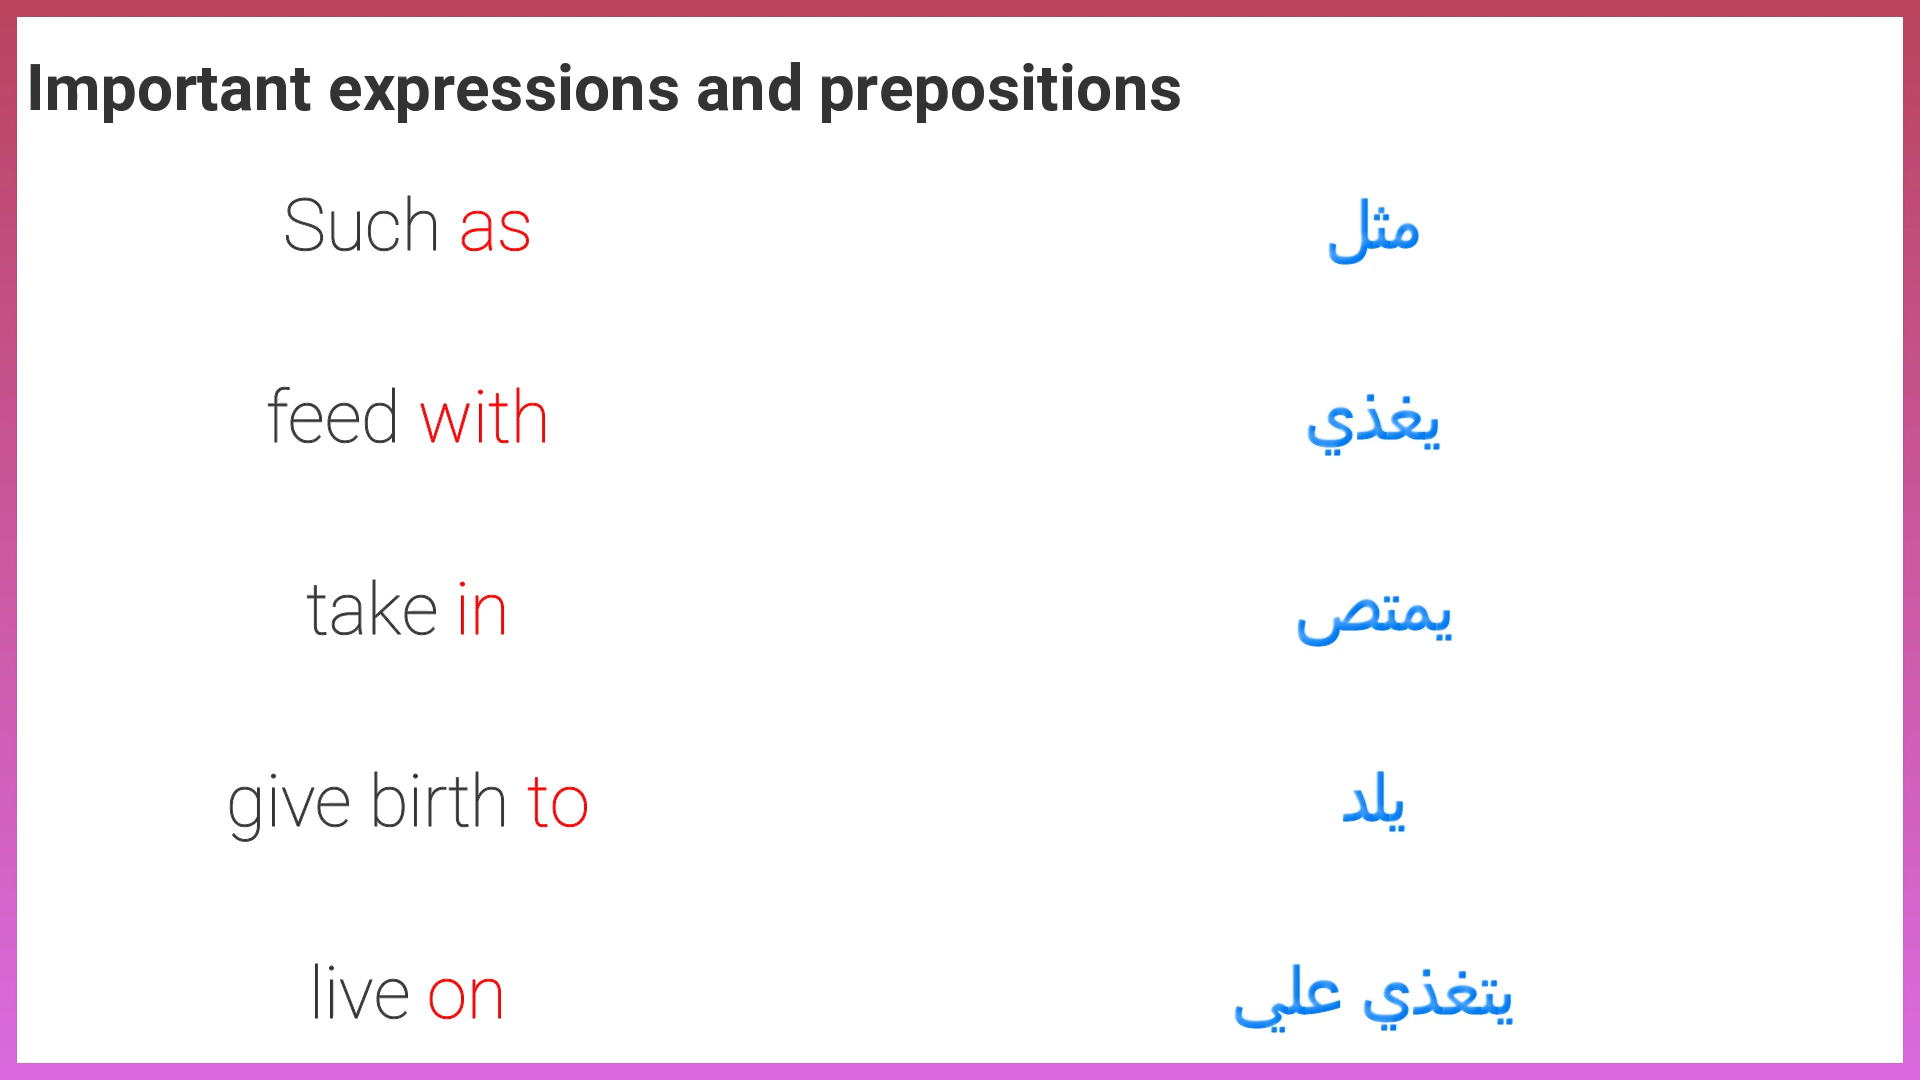 Important expressions and prepositions
Such as مثل
feed with يغذي
take in يمتص
give birth to يلد
live on يتغذي علي